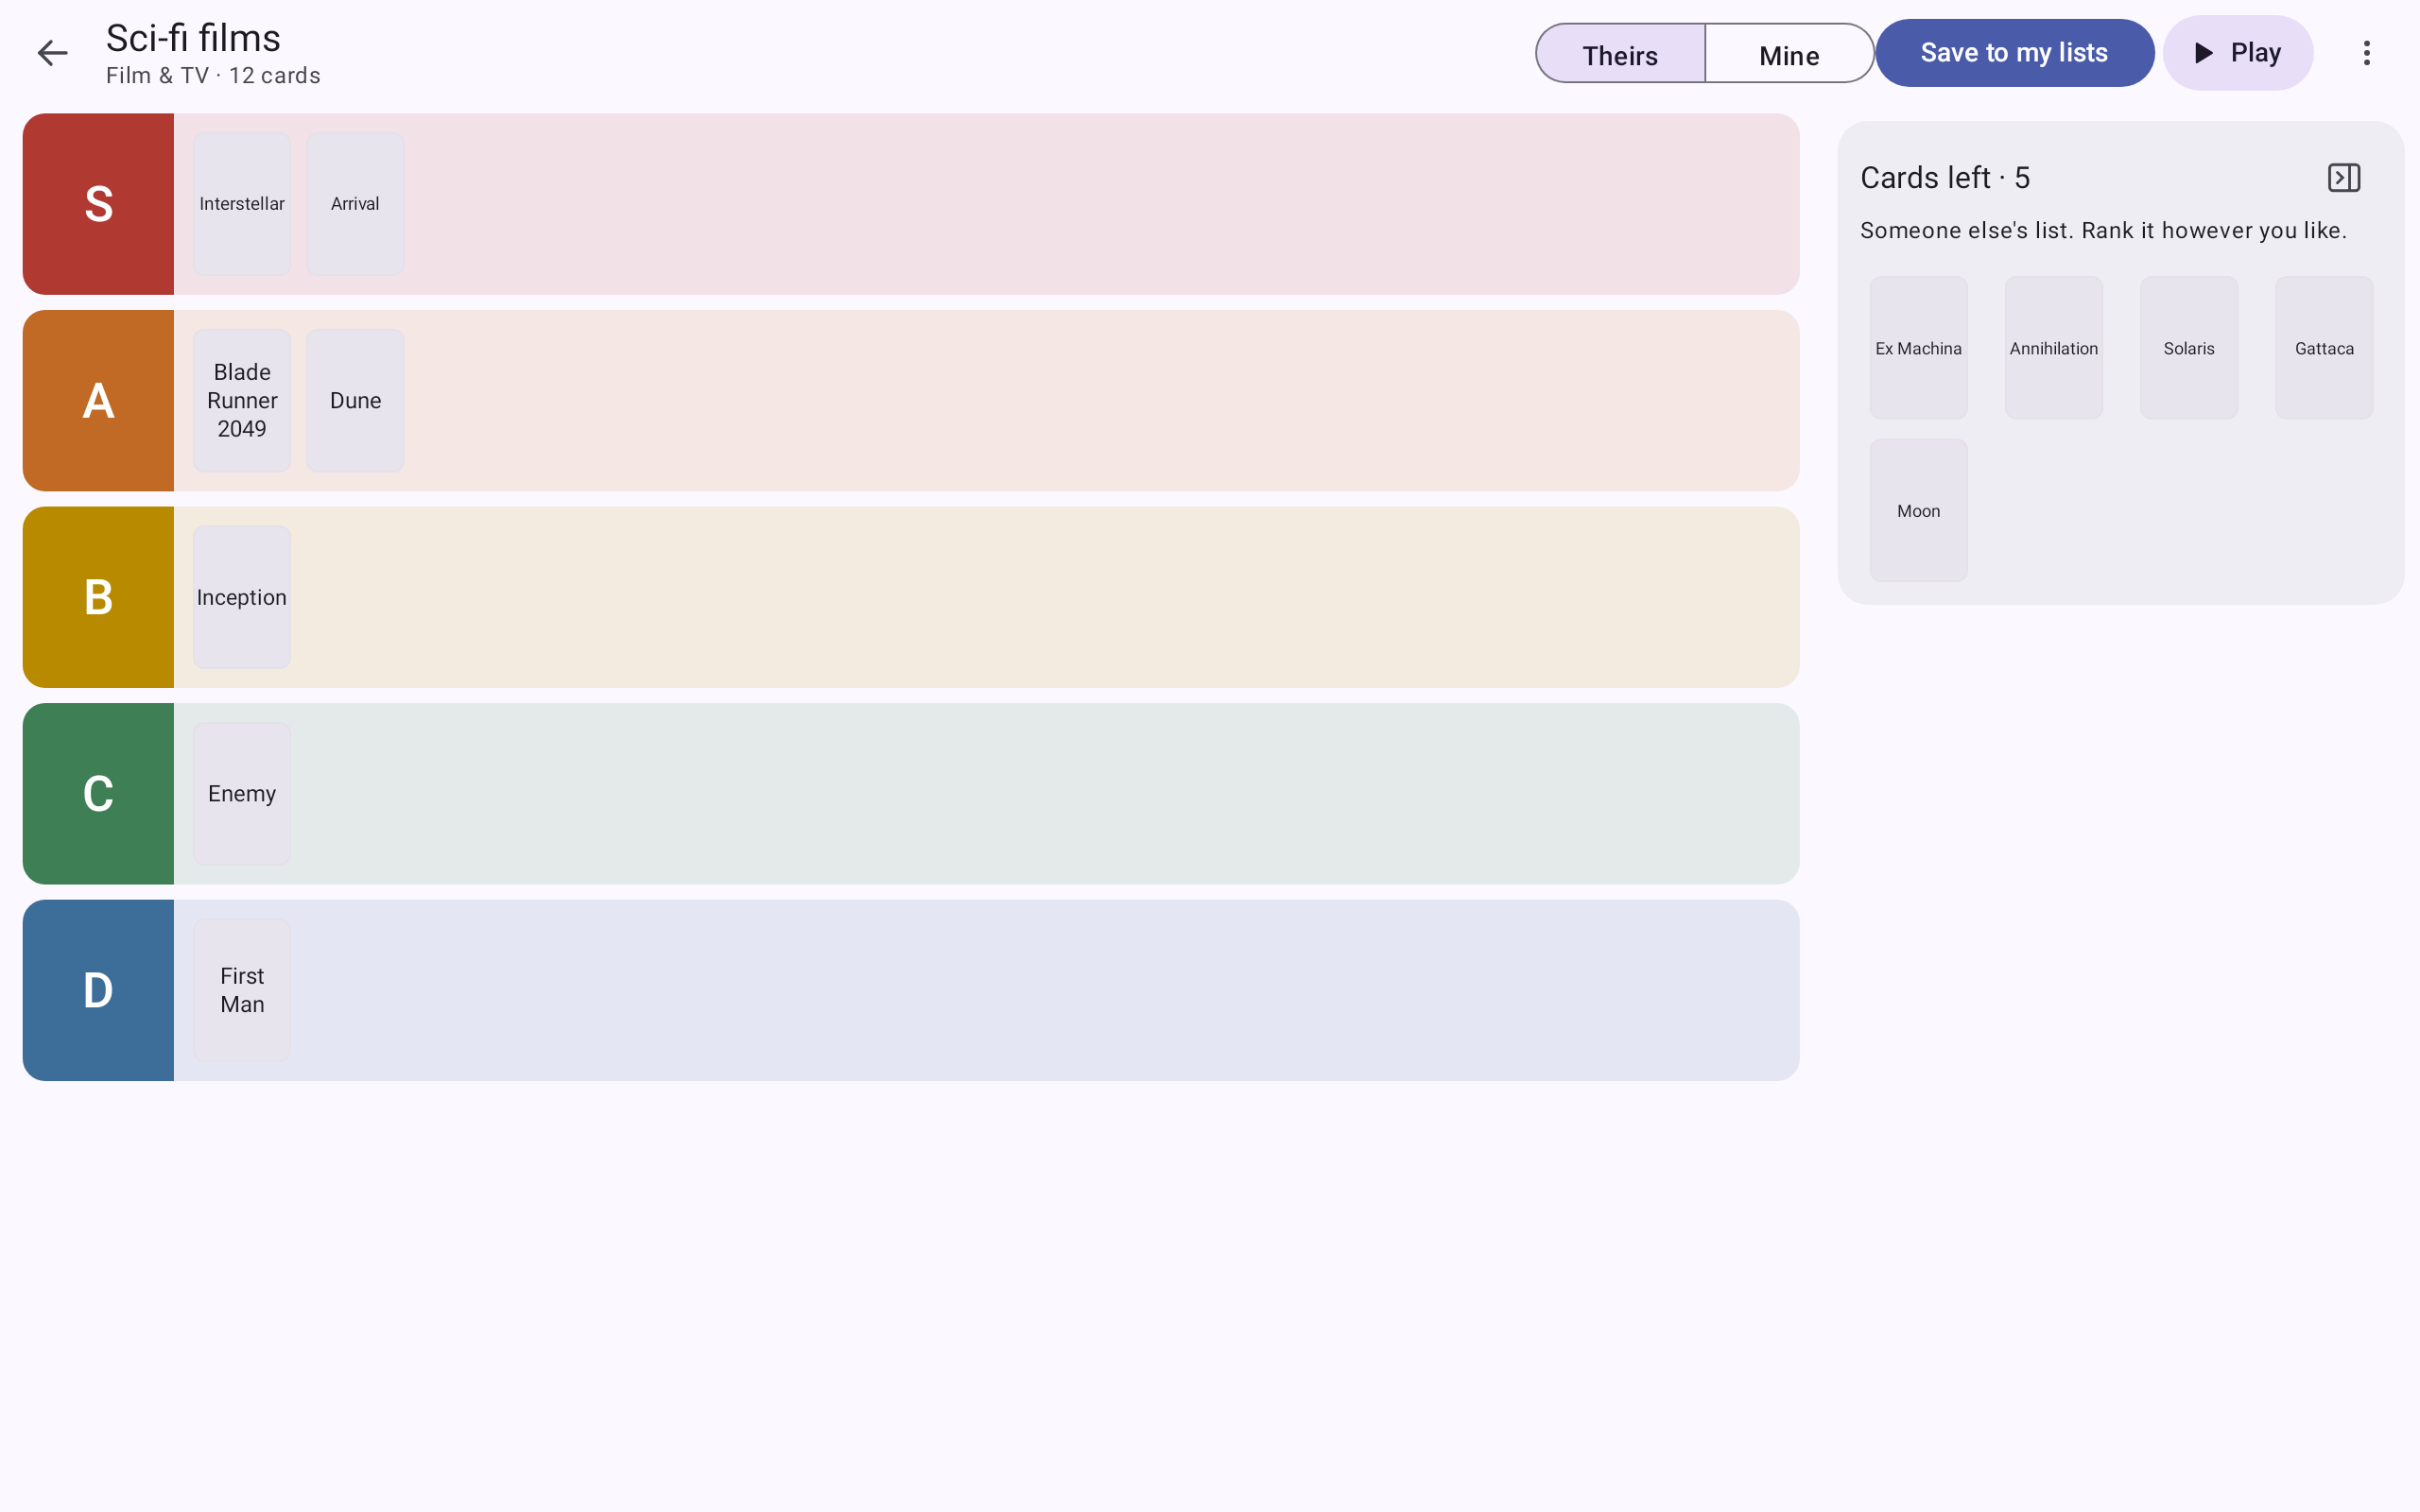 Sci-fi films
Film & TV · 12 cards
Theirs
Mine
Save to my lists
Play
S
Interstellar
Arrival
A
Blade
Runner
2049
Dune
B
Inception
C
Enemy
D
First
Man
Cards left · 5
Someone else's list. Rank it however you like.
Ex Machina
Annihilation
Solaris
Gattaca
Moon